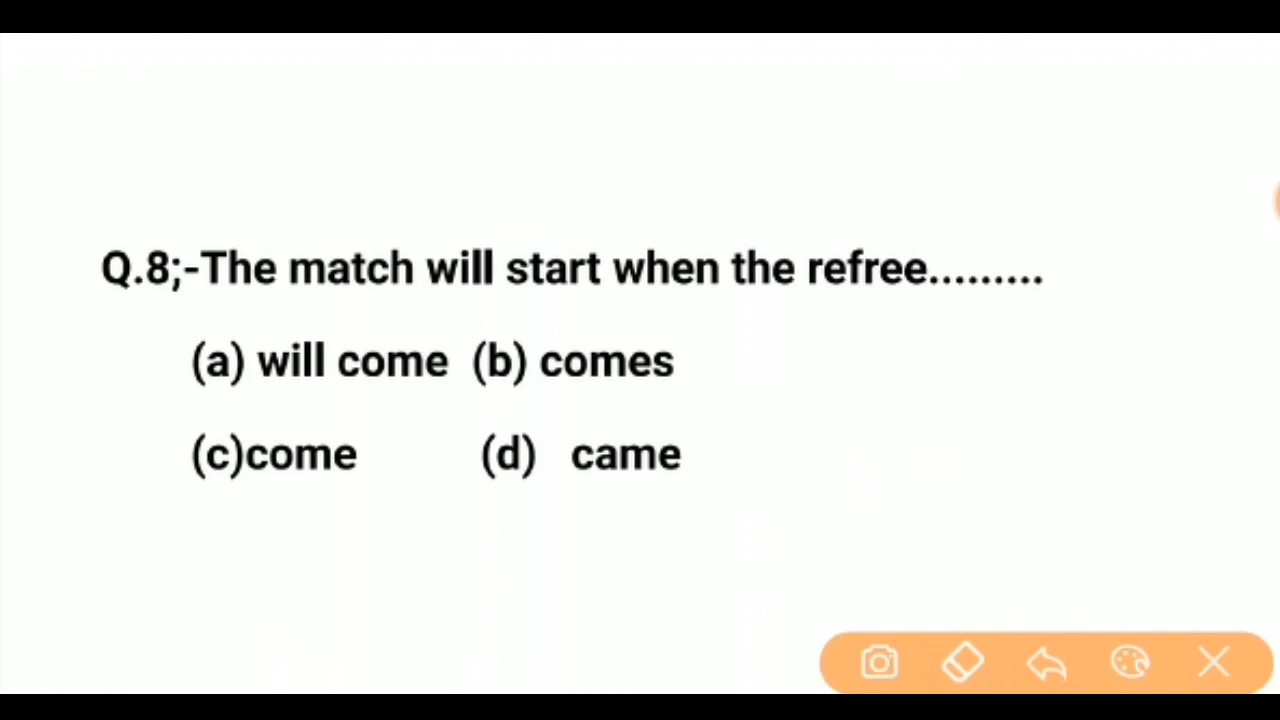 Q.8;-The match will start when the refree.........
(a) will come (b) comes
(c)come (d) came